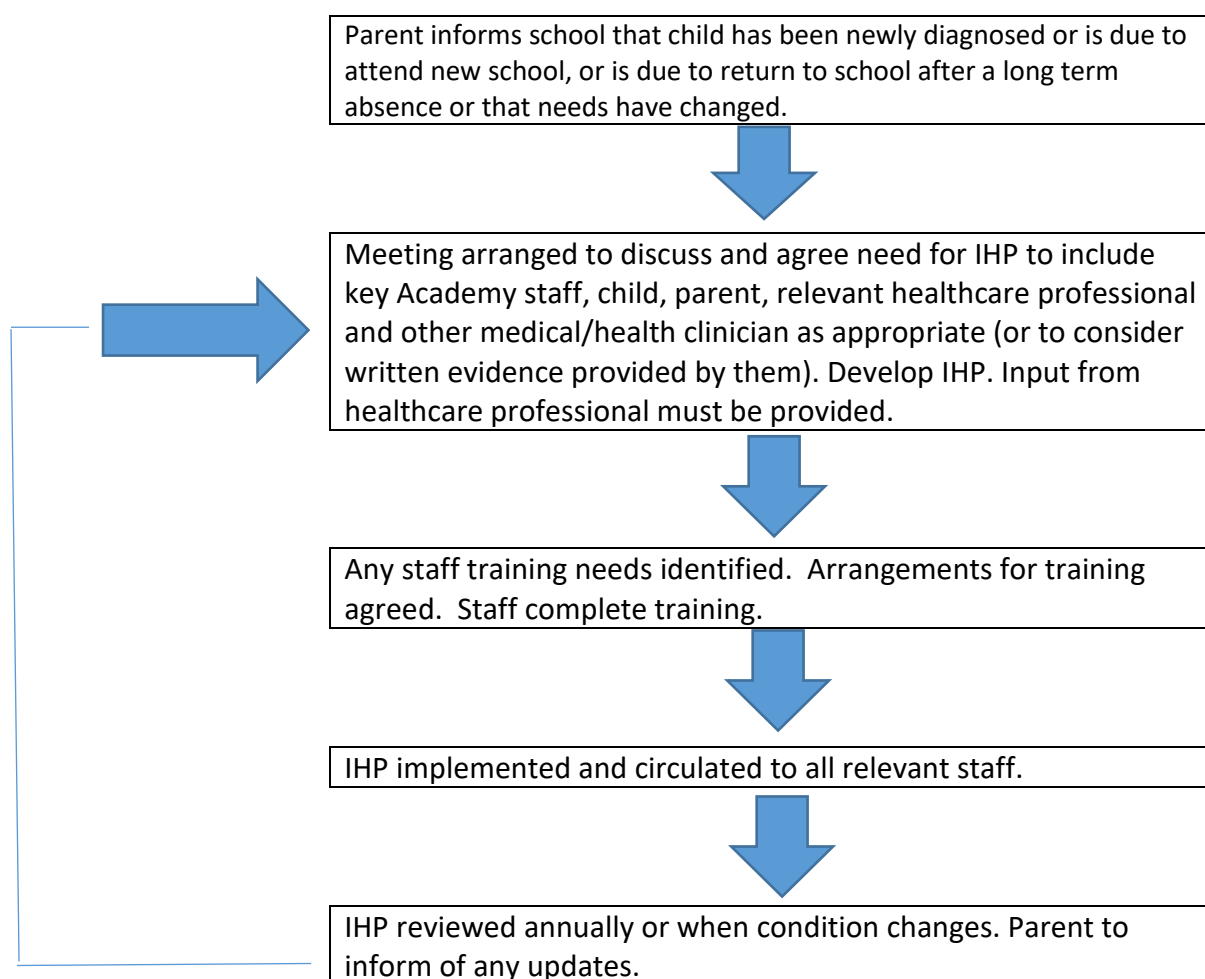 Parent informs school that child has been newly diagnosed or is due to
attend new school, or is due to return to school after a long term
absence or that needs have changed.
Meeting arranged to discuss and agree need for IHP to include
key Academy staff, child, parent, relevant healthcare professional
and other medical/health clinician as appropriate (or to consider
written evidence provided by them). Develop IHP. Input from
healthcare professional must be provided.
Any staff training needs identified.  Arrangements for training
agreed.  Staff complete training.
IHP implemented and circulated to all relevant staff.
IHP reviewed annually or when condition changes. Parent to
inform of any updates.